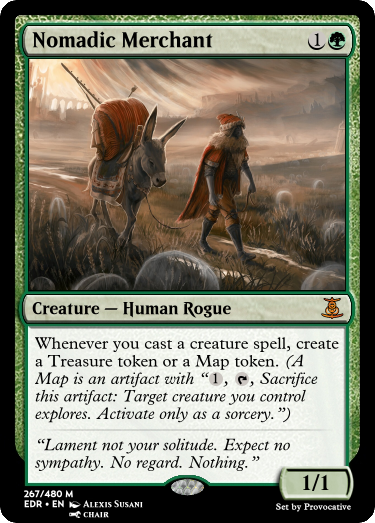 Nomadic Merchant 1
Creature — Human Rogue
Whenever you cast a creature spell, create
a Treasure token or a Map token. (A
Map is an artifact with “1, , Sacrifice
this artifact: Target creature you control
explores. Activate only as a sorcery.”)
“Lament not your solitude. Expect no
sympathy. No regard. Nothing.”
1/1
267/480 M
EDR • EN Alexis Susani
CHAIR
Set by Provocative